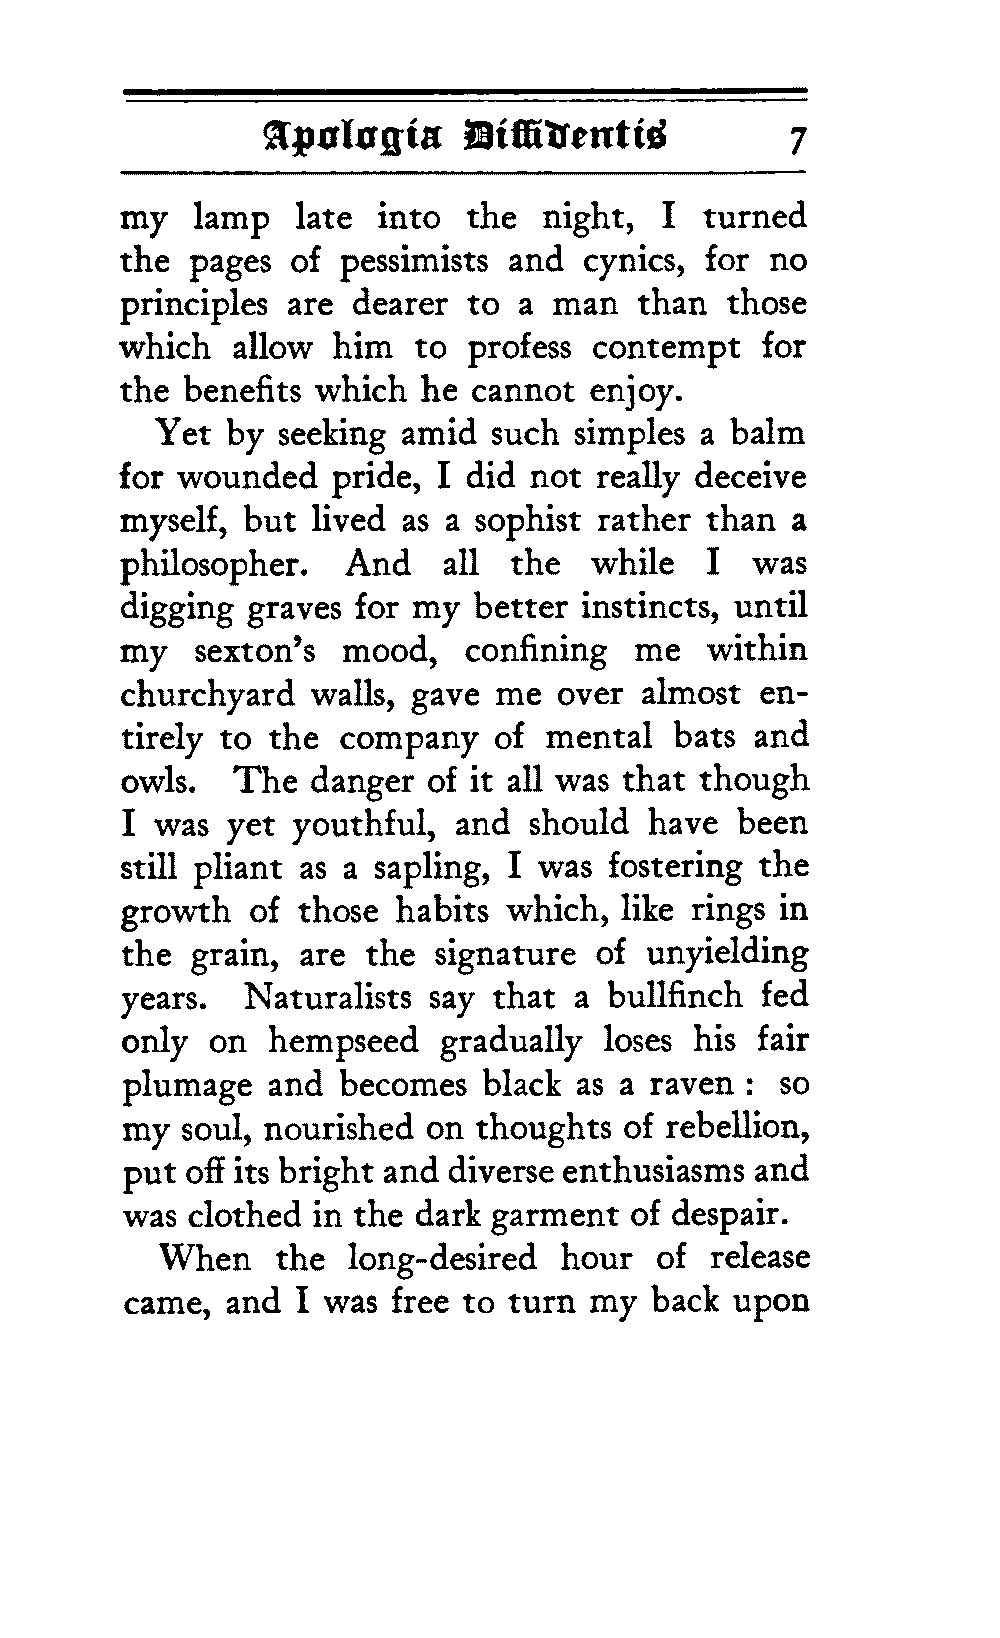 Apologia Diffidentis 7
my lamp late into the night, I turned
the pages of pessimists and cynics, for no
principles are dearer to a man than those
which allow him to profess contempt for
the benefits which he cannot enjoy.
Yet by seeking amid such simples a balm
for wounded pride, I did not really deceive
myself, but lived as a sophist rather than a
philosopher. And all the while I was
digging graves for my better instincts, until
my sexton's mood, confining me within
churchyard walls, gave me over almost en-
tirely to the company of mental bats and
owls. The danger of it all was that though
I was yet youthful, and should have been
still pliant as a sapling, I was fostering the
growth of those habits which, like rings in
the grain, are the signature of unyielding
years. Naturalists say that a bullfinch fed
only on hempseed gradually loses his fair
plumage and becomes black as a raven : so
my soul, nourished on thoughts of rebellion,
put off its bright and diverse enthusiasms and
was clothed in the dark garment of despair.
When the long-desired hour of release
came, and I was free to turn my back upon